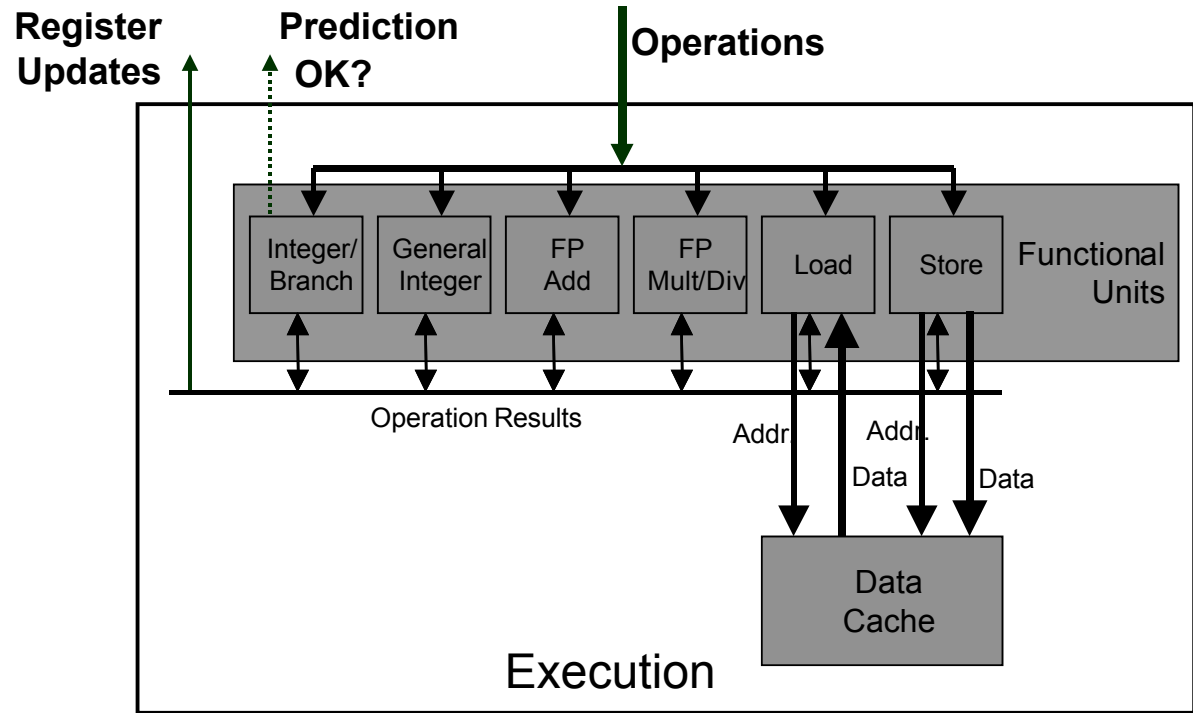 Register
Updates
Prediction
OK?
Operations
Integer/
Branch
General
Integer
FP
Add
FP
Mult/Div
Load
Store
Functional
Units
Operation Results
Addr.
Addr.
Data
Data
Data
Cache
Execution